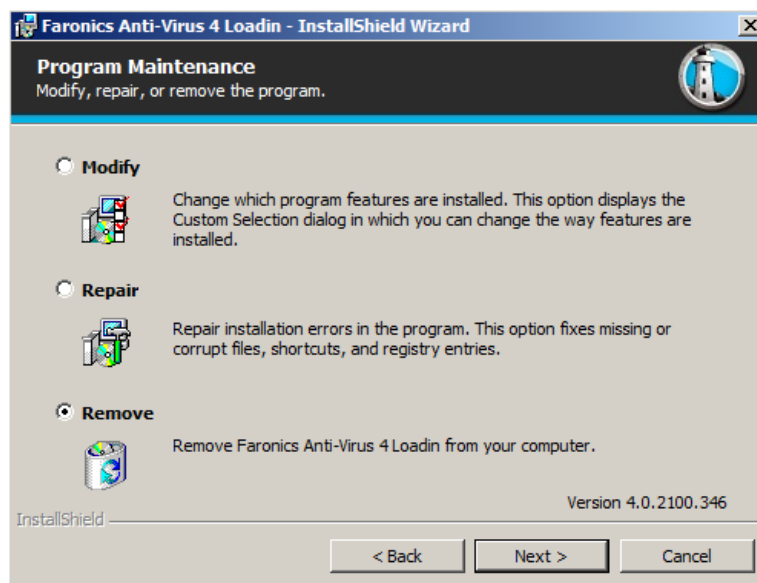 Faronics Anti-Virus 4 Loadin - InstallShield Wizard
Program Maintenance
Modify, repair, or remove the program.
Modify
Change which program features are installed. This option displays the
Custom Selection dialog in which you can change the way features are
installed.
Repair
Repair installation errors in the program. This option fixes missing or
corrupt files, shortcuts, and registry entries.
Remove
Remove Faronics Anti-Virus 4 Loadin from your computer.
Version 4.0.2100.346
InstallShield
< Back Next > Cancel